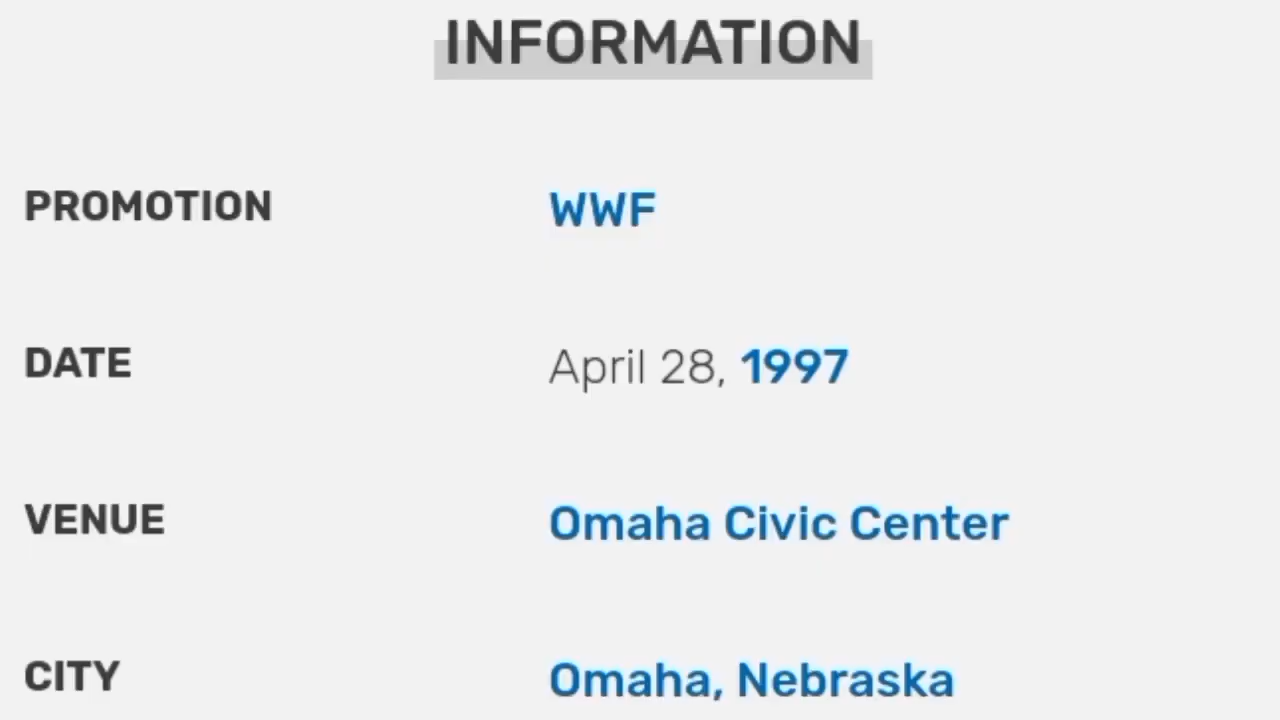 INFORMATION
PROMOTION WWF
DATE April 28, 1997
VENUE Omaha Civic Center
CITY Omaha, Nebraska